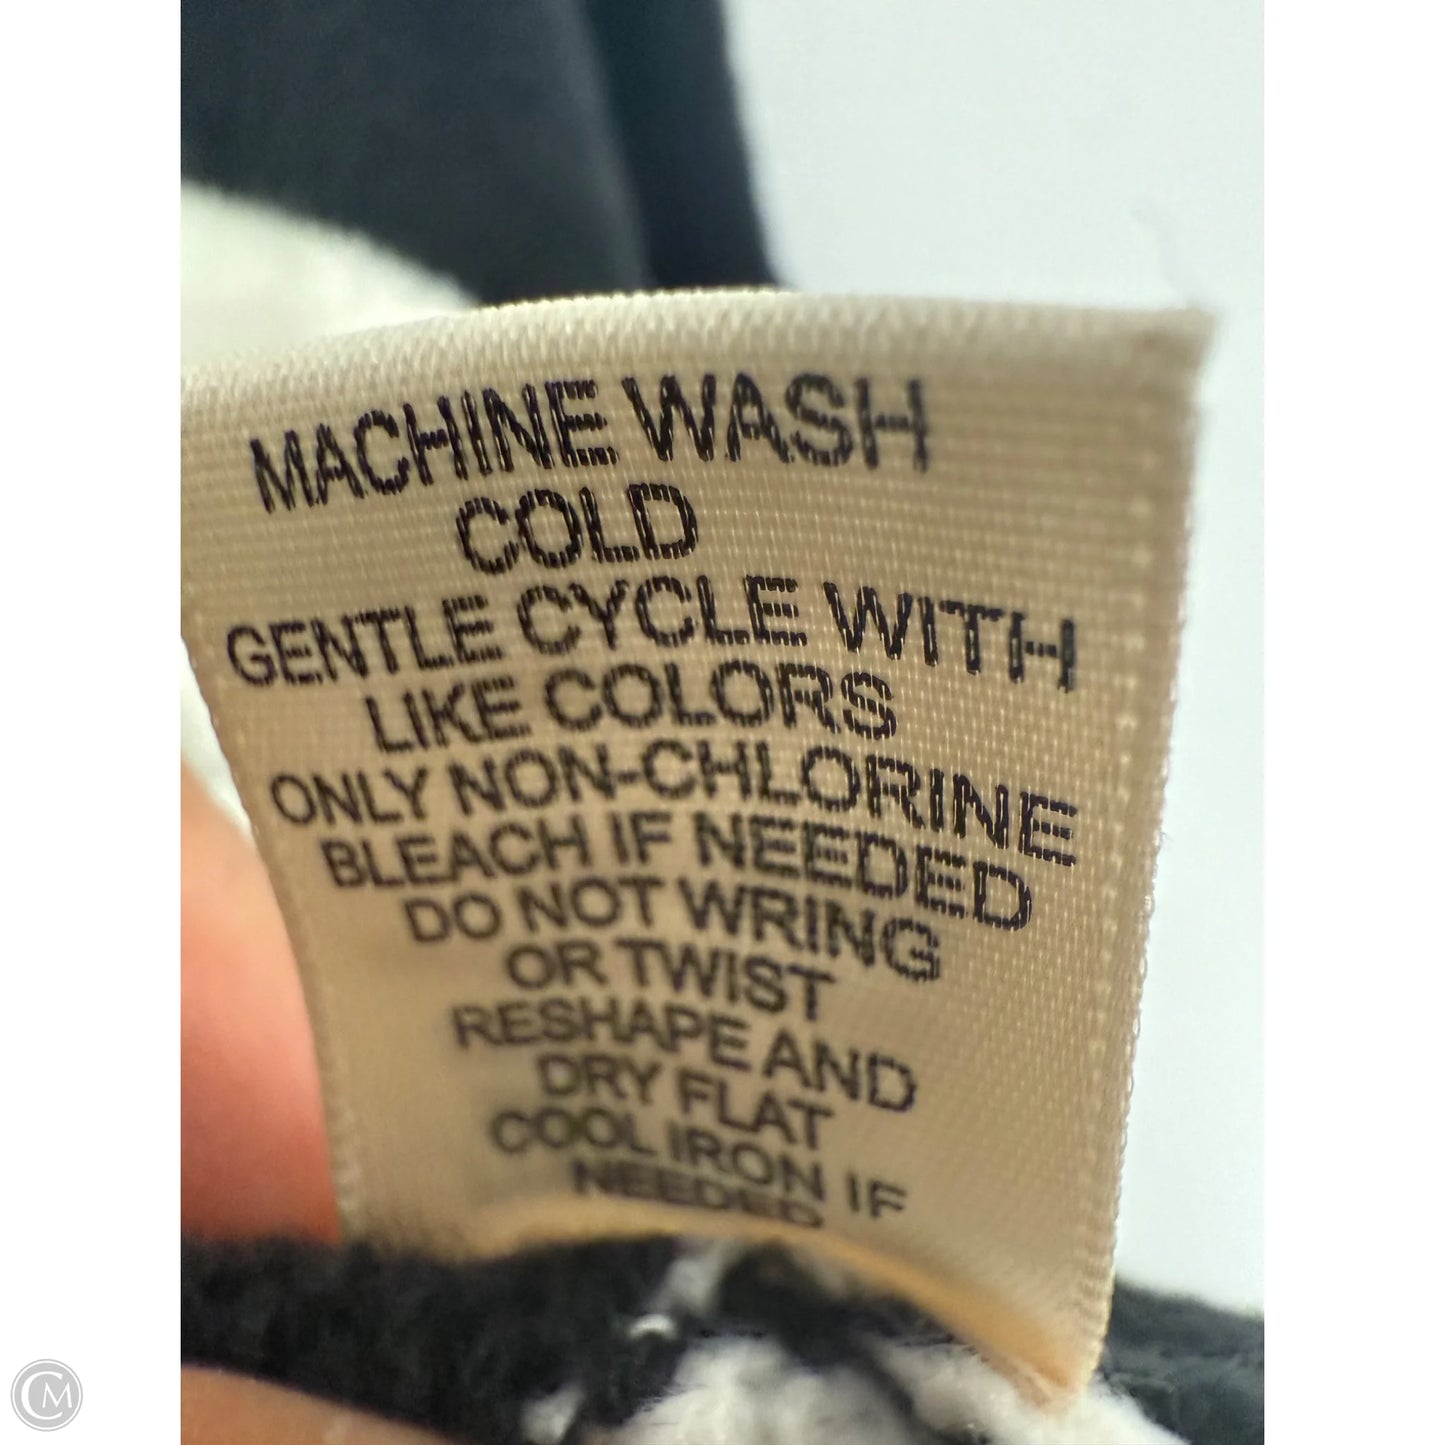 MACHINE WASH
COLD
GENTLE CYCLE WITH
LIKE COLORS
ONLY NON-CHLORINE
BLEACH IF NEEDED
DO NOT WRING
OR TWIST
RESHAPE AND
DRY FLAT
COOL IRON IF
NEEDED
CM